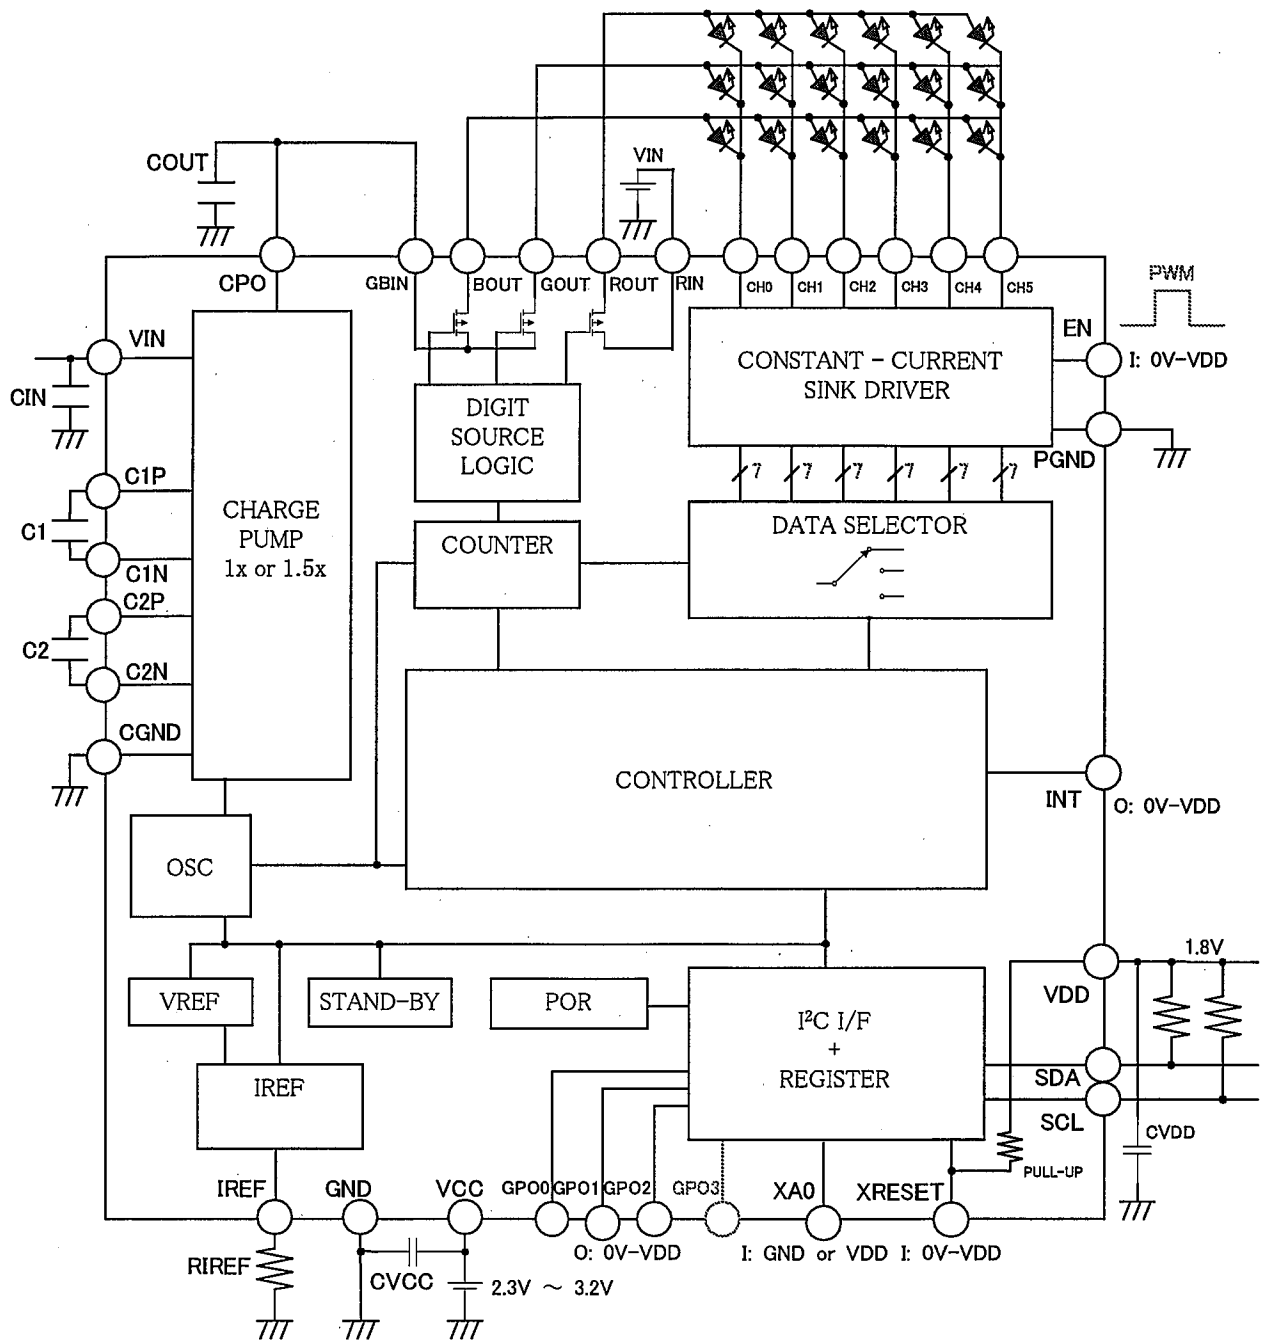 COUT
VIN
CPO
GBIN
BOUT
GOUT
ROUT
RIN
CH0
CH1
CH2
CH3
CH4
CH5
PWM
EN
I: 0V-VDD
VIN
CIN
CONSTANT - CURRENT
SINK DRIVER
PGND
DIGIT
SOURCE
LOGIC
7
7
7
7
7
7
C1P
C1
C1N
CHARGE
PUMP
1x or 1.5x
COUNTER
DATA SELECTOR
C2P
C2
C2N
CGND
CONTROLLER
INT
O: 0V-VDD
OSC
1.8V
VDD
VREF
STAND-BY
POR
I²C I/F
+
REGISTER
IREF
SDA
SCL
CVDD
PULL-UP
IREF
GND
VCC
GPO0
GPO1
GPO2
GPO3
XA0
XRESET
O: 0V-VDD
I: GND or VDD
I: 0V-VDD
RIREF
CVCC
2.3V ～ 3.2V